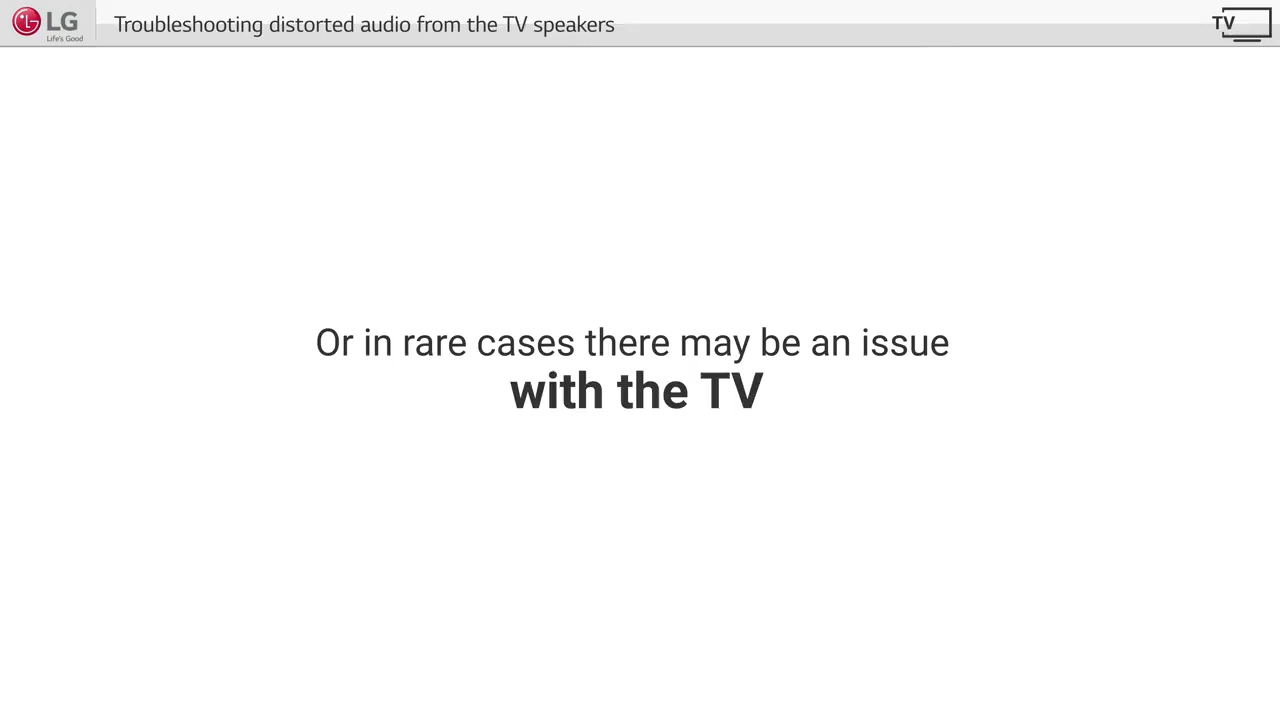 LG
Life's Good
Troubleshooting distorted audio from the TV speakers
TV
Or in rare cases there may be an issue
with the TV